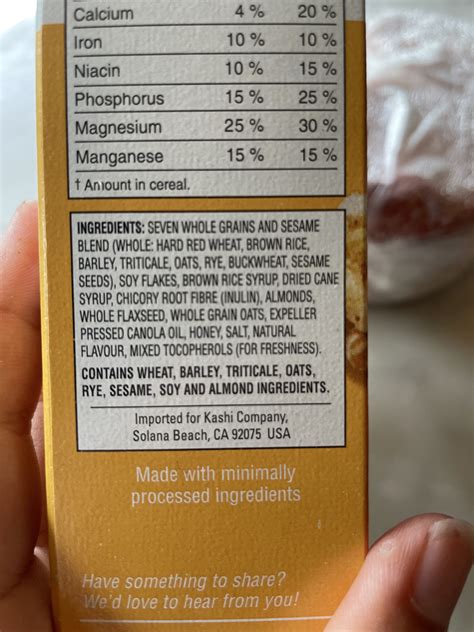 Calcium 4 % 20 %
Iron 10 % 10 %
Niacin 10 % 15 %
Phosphorus 15 % 25 %
Magnesium 25 % 30 %
Manganese 15 % 15 %
† Amount in cereal.
INGREDIENTS: SEVEN WHOLE GRAINS AND SESAME
BLEND (WHOLE: HARD RED WHEAT, BROWN RICE,
BARLEY, TRITICALE, OATS, RYE, BUCKWHEAT, SESAME
SEEDS), SOY FLAKES, BROWN RICE SYRUP, DRIED CANE
SYRUP, CHICORY ROOT FIBRE (INULIN), ALMONDS,
WHOLE FLAXSEED, WHOLE GRAIN OATS, EXPELLER
PRESSED CANOLA OIL, HONEY, SALT, NATURAL
FLAVOUR, MIXED TOCOPHEROLS (FOR FRESHNESS).
CONTAINS WHEAT, BARLEY, TRITICALE, OATS,
RYE, SESAME, SOY AND ALMOND INGREDIENTS.
Imported for Kashi Company,
Solana Beach, CA 92075 USA
Made with minimally
processed ingredients
Have something to share?
We'd love to hear from you!